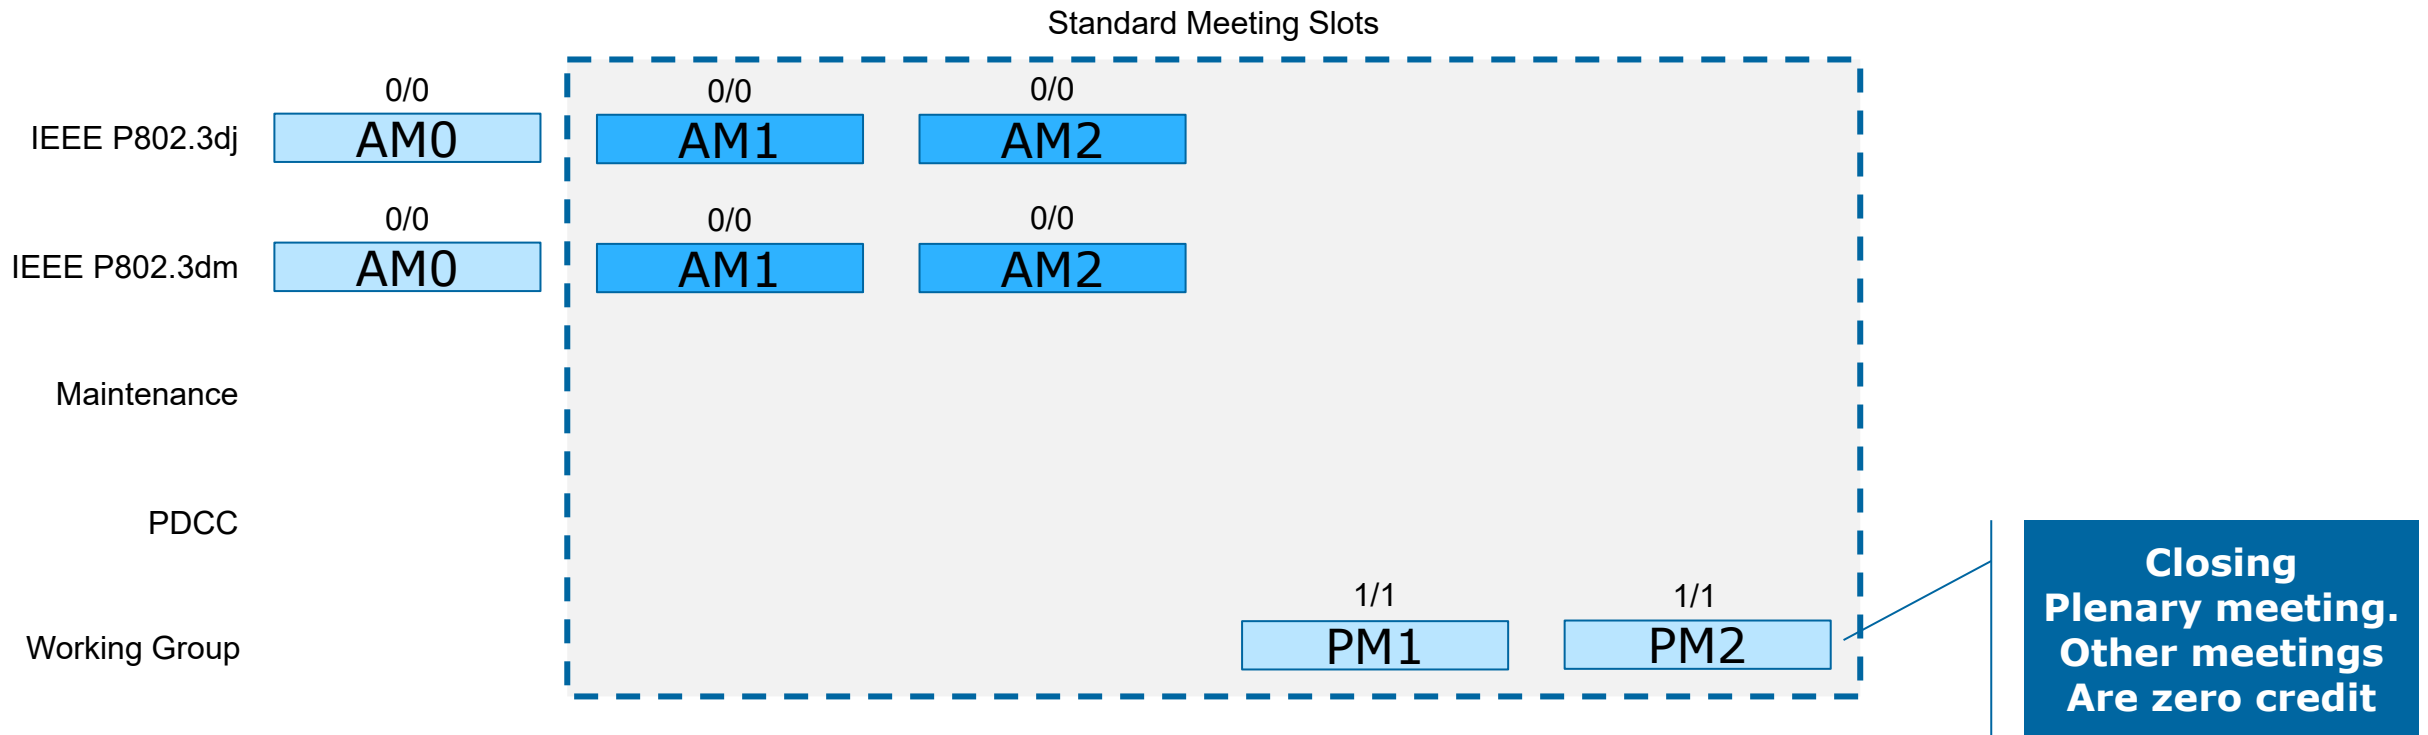 Standard Meeting Slots
0/0 0/0 0/0
IEEE P802.3dj AM0 AM1 AM2
0/0 0/0 0/0
IEEE P802.3dm AM0 AM1 AM2
Maintenance
PDCC
1/1 1/1
Working Group PM1 PM2
Closing
Plenary meeting.
Other meetings
Are zero credit